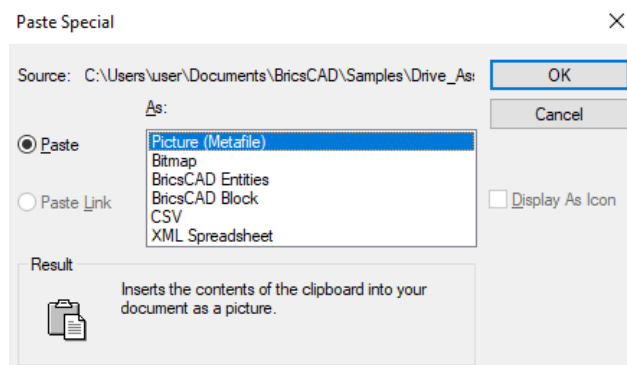 Paste Special
Source: C:\Users\user\Documents\BricsCAD\Samples\Drive_As
OK
As:
Cancel
Paste
Picture (Metafile)
Bitmap
BricsCAD Entities
BricsCAD Block
CSV
XML Spreadsheet
Paste Link
Display As Icon
Result
Inserts the contents of the clipboard into your
document as a picture.